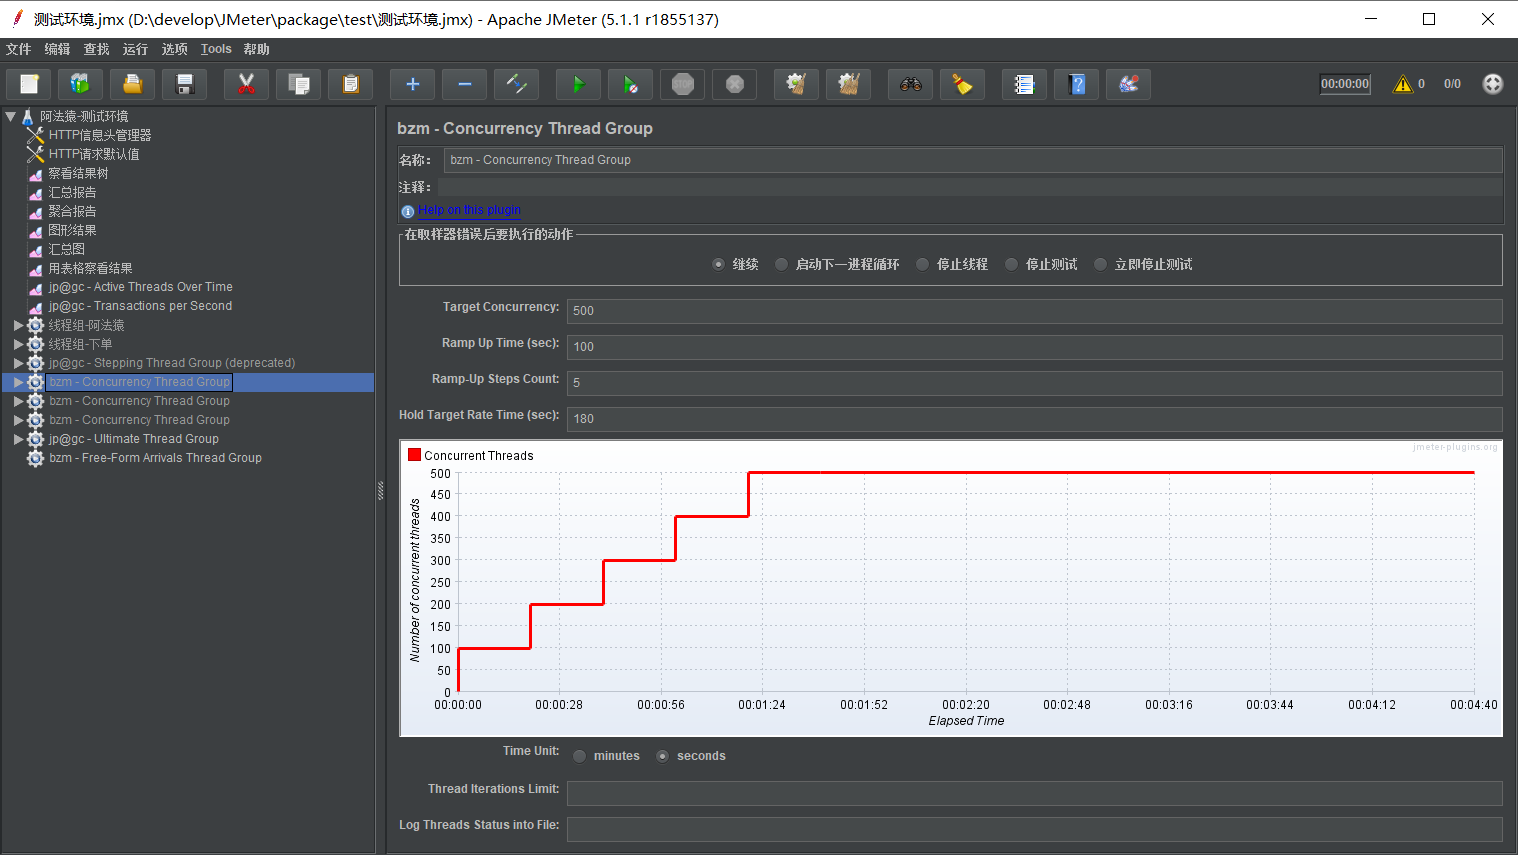 测试环境.jmx (D:\develop\JMeter\package\test\测试环境.jmx) - Apache JMeter (5.1.1 r1855137)
文件 编辑 查找 运行 选项 Tools 帮助
STOP 00:00:00 0 0/0
阿法猿-测试环境
HTTP信息头管理器
HTTP请求默认值
察看结果树
汇总报告
聚合报告
图形结果
汇总图
用表格察看结果
jp@gc - Active Threads Over Time
jp@gc - Transactions per Second
线程组-阿法猿
线程组-下单
jp@gc - Stepping Thread Group (deprecated)
bzm - Concurrency Thread Group
bzm - Concurrency Thread Group
bzm - Concurrency Thread Group
jp@gc - Ultimate Thread Group
bzm - Free-Form Arrivals Thread Group
bzm - Concurrency Thread Group
名称： bzm - Concurrency Thread Group
注释：
Help on this plugin
在取样器错误后要执行的动作
继续 启动下一进程循环 停止线程 停止测试 立即停止测试
Target Concurrency: 500
Ramp Up Time (sec): 100
Ramp-Up Steps Count: 5
Hold Target Rate Time (sec): 180
jmeter-plugins.org
Concurrent Threads
Number of concurrent threads
500
450
400
350
300
250
200
150
100
50
0
00:00:00 00:00:28 00:00:56 00:01:24 00:01:52 00:02:20 00:02:48 00:03:16 00:03:44 00:04:12 00:04:40
Elapsed Time
Time Unit: minutes seconds
Thread Iterations Limit:
Log Threads Status into File: